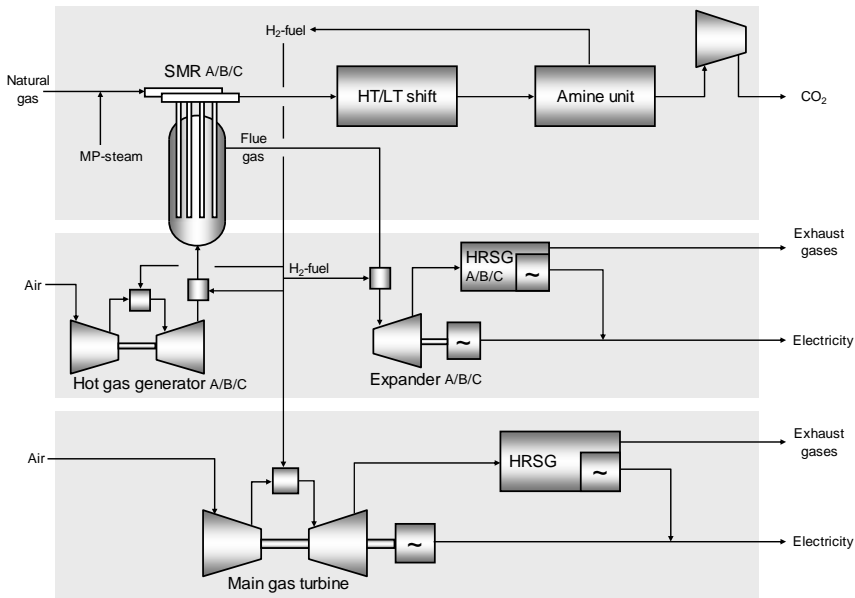 H₂-fuel
SMR A/B/C
Natural
gas
HT/LT shift
Amine unit
CO₂
MP-steam
Flue
gas
Exhaust
gases
HRSG
A/B/C
~
H₂-fuel
Air
~
Electricity
Hot gas generator A/B/C
Expander A/B/C
Exhaust
gases
Air
HRSG
~
~
Electricity
Main gas turbine